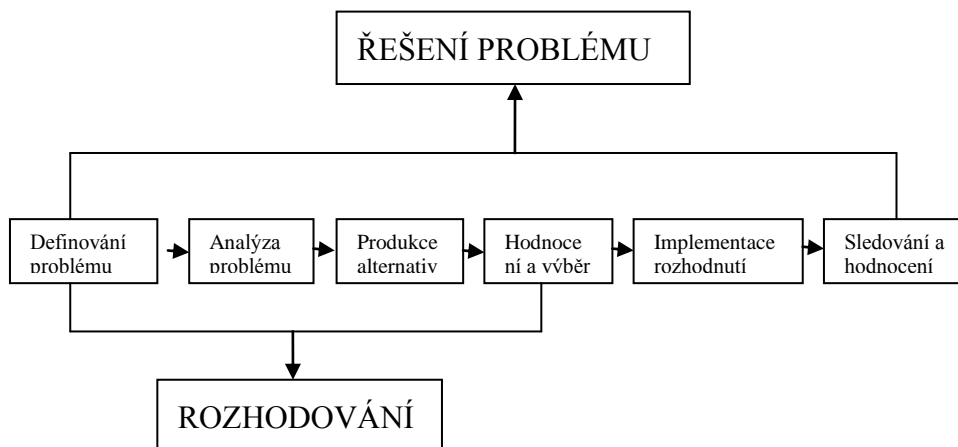 ŘEŠENÍ PROBLÉMU
Definování
problému
Analýza
problému
Produkce
alternativ
Hodnoce
ní a výběr
Implementace
rozhodnutí
Sledování a
hodnocení
ROZHODOVÁNÍ